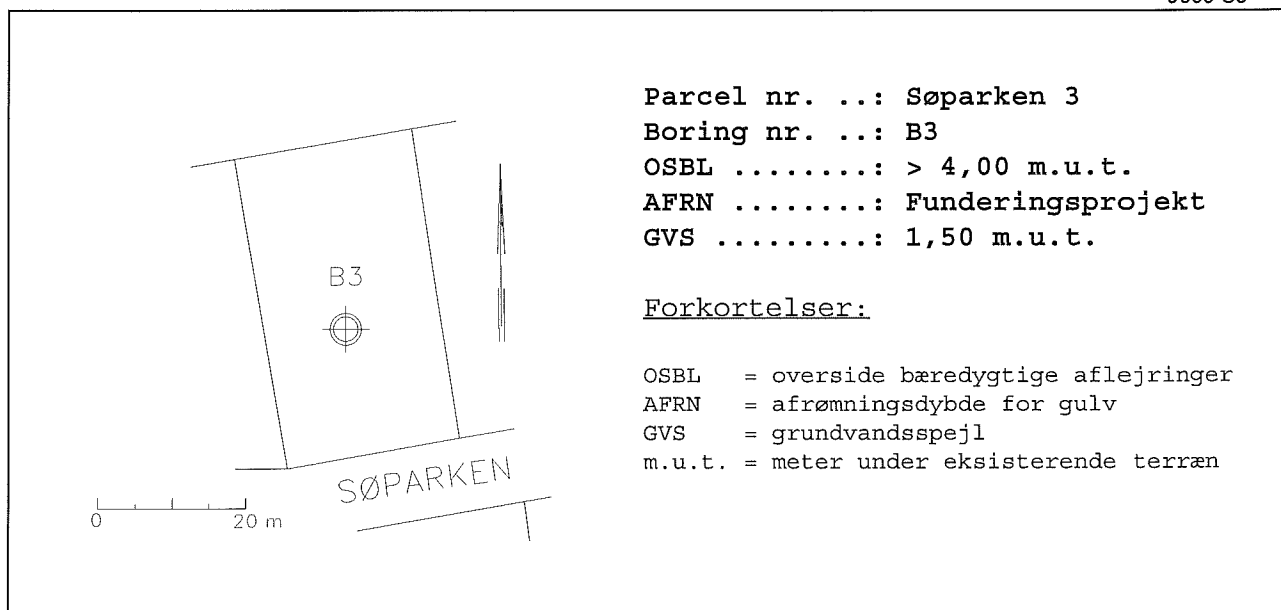 Parcel nr. ..: Søparken 3
Boring nr. ..: B3
OSBL ........: > 4,00 m.u.t.
AFRN ........: Funderingsprojekt
GVS .........: 1,50 m.u.t.
Forkortelser:
OSBL = overside bæredygtige aflejringer
AFRN = afrømningsdybde for gulv
GVS = grundvandsspejl
m.u.t. = meter under eksisterende terræn
B3
SØPARKEN
0 20 m